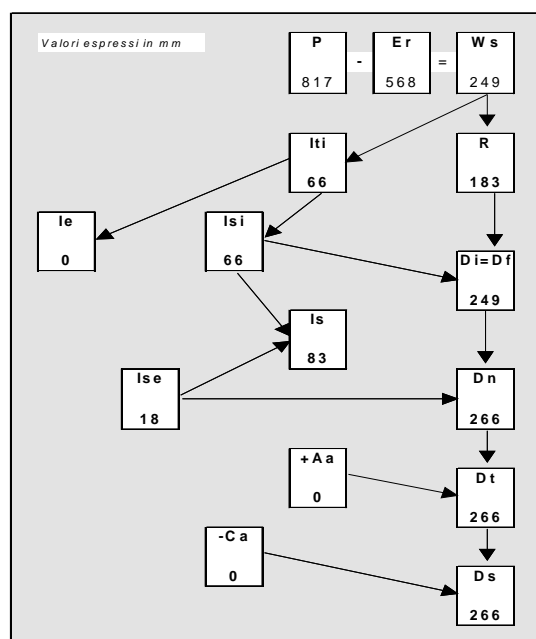 Valori espressi in mm
P - Er = Ws
817 568 249
Iti R
66 183
Ie Isi
0 66
Di=Df
249
Is
83
Ise Dn
18 266
+Aa Dt
0 266
-Ca Ds
0 266